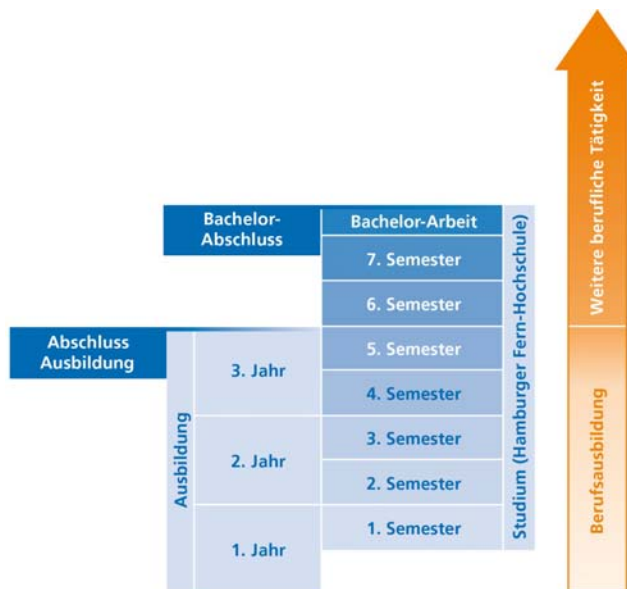 Bachelor-
Abschluss
Bachelor-Arbeit
7. Semester
6. Semester
Abschluss
Ausbildung
5. Semester
3. Jahr
4. Semester
3. Semester
2. Jahr
2. Semester
1. Semester
1. Jahr
Ausbildung
Studium (Hamburger Fern-Hochschule)
Weitere berufliche Tätigkeit
Berufsausbildung